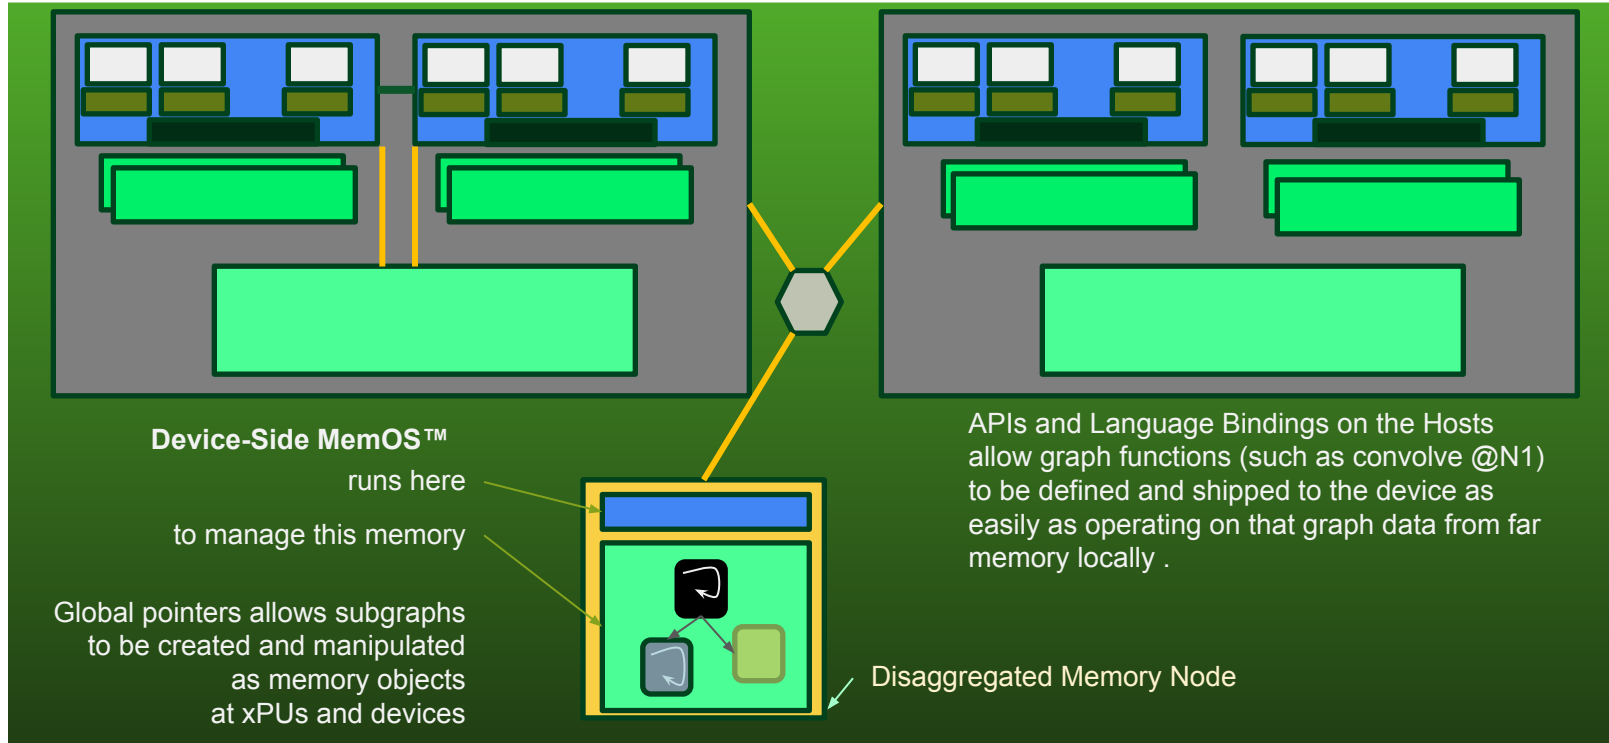 Device-Side MemOS™
runs here
to manage this memory
Global pointers allows subgraphs
to be created and manipulated
as memory objects
at xPUs and devices
APIs and Language Bindings on the Hosts
allow graph functions (such as convolve @N1)
to be defined and shipped to the device as
easily as operating on that graph data from far
memory locally .
Disaggregated Memory Node